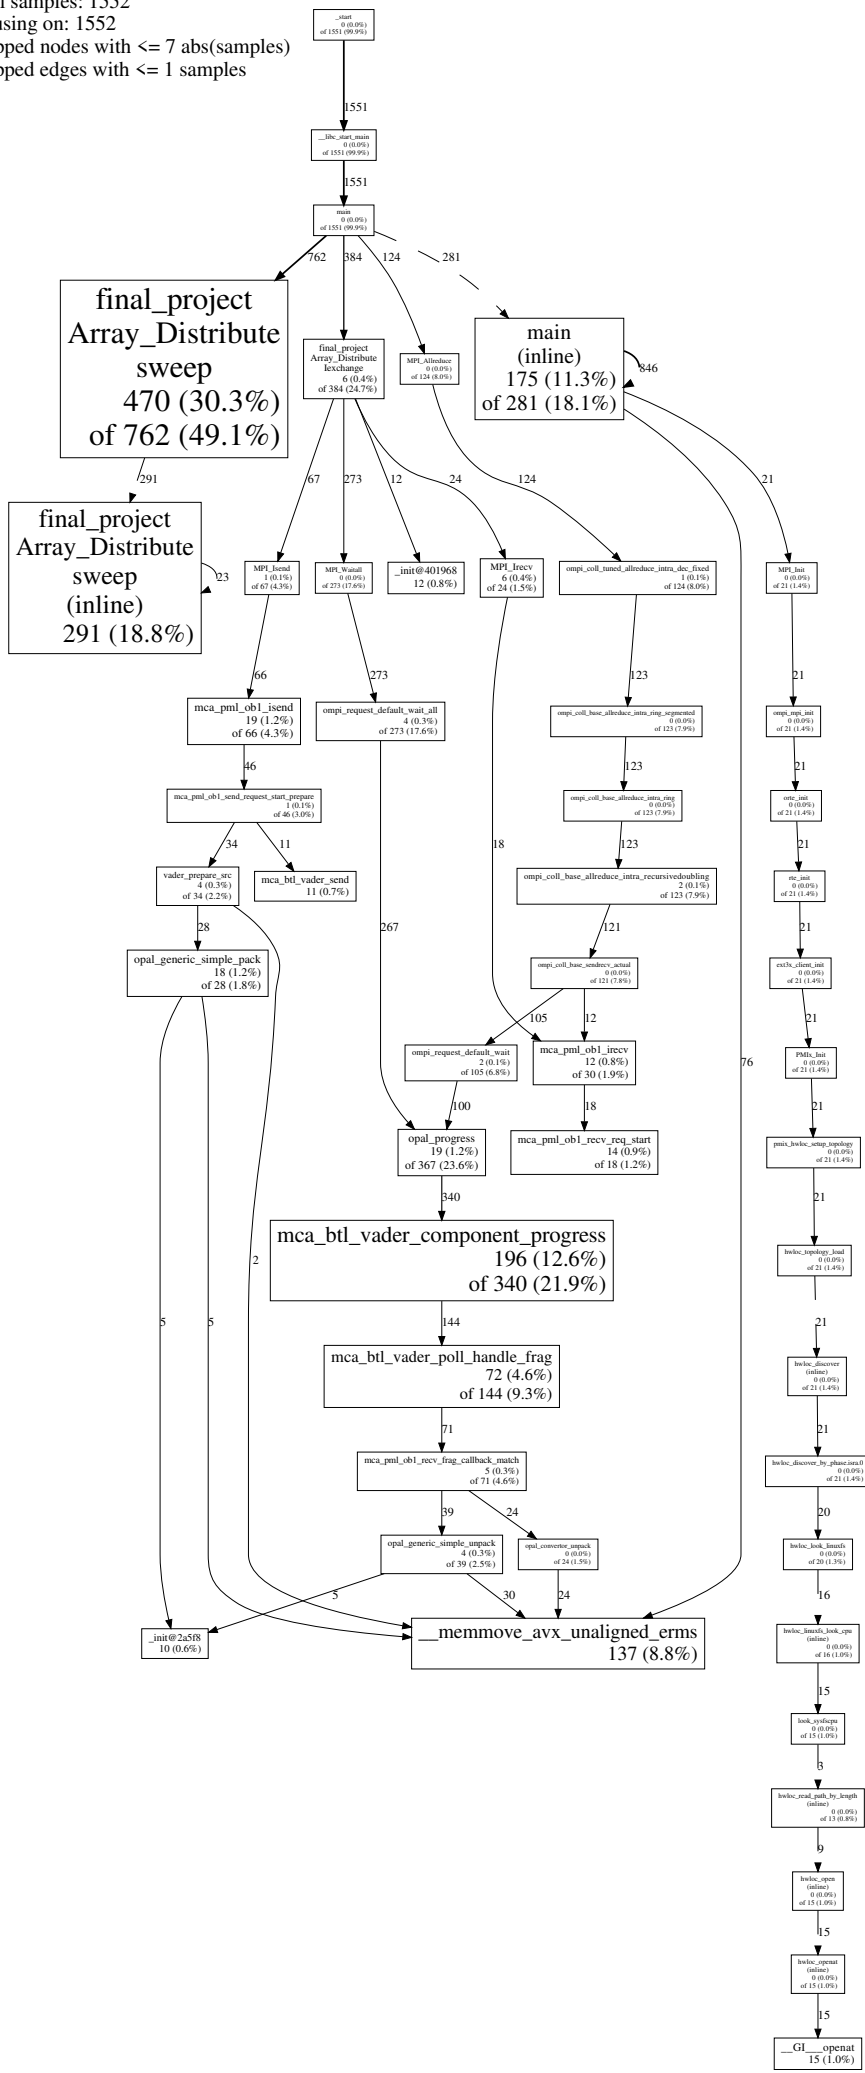 l samples: 1552
using on: 1552
pped nodes with <= 7 abs(samples)
pped edges with <= 1 samples
_start
0 (0.0%)
of 1551 (99.9%)
1551
__libc_start_main
0 (0.0%)
of 1551 (99.9%)
1551
main
0 (0.0%)
of 1551 (99.9%)
762
384
124
281
final_project
Array_Distribute
sweep
470 (30.3%)
of 762 (49.1%)
final_project
Array_Distribute
Iexchange
6 (0.4%)
of 384 (24.7%)
MPI_Allreduce
0 (0.0%)
of 124 (8.0%)
main
(inline)
175 (11.3%)
of 281 (18.1%)
846
291
67
273
12
24
124
21
final_project
Array_Distribute
sweep
(inline)
291 (18.8%)
23
MPI_Isend
1 (0.1%)
of 67 (4.3%)
MPI_Waitall
0 (0.0%)
of 273 (17.6%)
_init@401968
12 (0.8%)
MPI_Irecv
6 (0.4%)
of 24 (1.5%)
ompi_coll_tuned_allreduce_intra_dec_fixed
1 (0.1%)
of 124 (8.0%)
MPI_Init
0 (0.0%)
of 21 (1.4%)
66
273
123
21
mca_pml_ob1_isend
19 (1.2%)
of 66 (4.3%)
ompi_request_default_wait_all
4 (0.3%)
of 273 (17.6%)
ompi_coll_base_allreduce_intra_ring_segmented
0 (0.0%)
of 123 (7.9%)
ompi_mpi_init
0 (0.0%)
of 21 (1.4%)
46
123
21
mca_pml_ob1_send_request_start_prepare
1 (0.1%)
of 46 (3.0%)
ompi_coll_base_allreduce_intra_ring
0 (0.0%)
of 123 (7.9%)
orte_init
0 (0.0%)
of 21 (1.4%)
34
11
18
123
21
vader_prepare_src
4 (0.3%)
of 34 (2.2%)
mca_btl_vader_send
11 (0.7%)
ompi_coll_base_allreduce_intra_recursivedoubling
2 (0.1%)
of 123 (7.9%)
rte_init
0 (0.0%)
of 21 (1.4%)
28
267
121
21
opal_generic_simple_pack
18 (1.2%)
of 28 (1.8%)
ompi_coll_base_sendrecv_actual
0 (0.0%)
of 121 (7.8%)
ext3x_client_init
0 (0.0%)
of 21 (1.4%)
105
12
21
ompi_request_default_wait
2 (0.1%)
of 105 (6.8%)
mca_pml_ob1_irecv
12 (0.8%)
of 30 (1.9%)
76
PMIx_Init
0 (0.0%)
of 21 (1.4%)
100
18
21
opal_progress
19 (1.2%)
of 367 (23.6%)
mca_pml_ob1_recv_req_start
14 (0.9%)
of 18 (1.2%)
pmix_hwloc_setup_topology
0 (0.0%)
of 21 (1.4%)
340
21
2
mca_btl_vader_component_progress
196 (12.6%)
of 340 (21.9%)
hwloc_topology_load
0 (0.0%)
of 21 (1.4%)
5
5
144
21
mca_btl_vader_poll_handle_frag
72 (4.6%)
of 144 (9.3%)
hwloc_discover
(inline)
0 (0.0%)
of 21 (1.4%)
71
21
mca_pml_ob1_recv_frag_callback_match
5 (0.3%)
of 71 (4.6%)
hwloc_discover_by_phase.isra.0
0 (0.0%)
of 21 (1.4%)
39
24
20
opal_generic_simple_unpack
4 (0.3%)
of 39 (2.5%)
opal_convertor_unpack
0 (0.0%)
of 24 (1.5%)
hwloc_look_linuxfs
0 (0.0%)
of 20 (1.3%)
5
30
24
16
_init@2a5f8
10 (0.6%)
__memmove_avx_unaligned_erms
137 (8.8%)
hwloc_linuxfs_look_cpu
(inline)
0 (0.0%)
of 16 (1.0%)
15
look_sysfscpu
0 (0.0%)
of 15 (1.0%)
3
hwloc_read_path_by_length
(inline)
0 (0.0%)
of 13 (0.8%)
9
hwloc_open
(inline)
0 (0.0%)
of 15 (1.0%)
15
hwloc_openat
(inline)
0 (0.0%)
of 15 (1.0%)
15
__GI___openat
15 (1.0%)